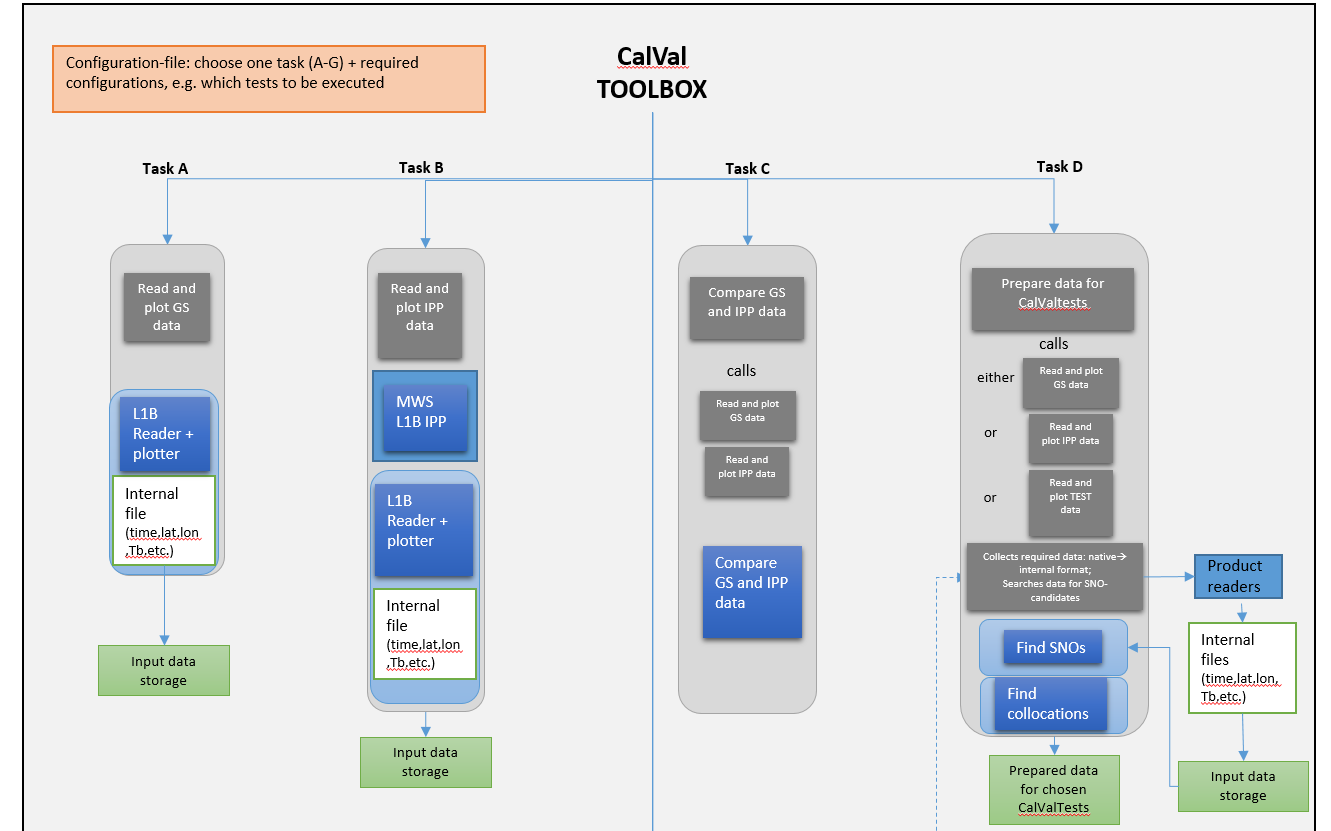 Configuration-file: choose one task (A-G) + required
configurations, e.g. which tests to be executed
CalVal
TOOLBOX
Task A
Task B
Task C
Task D
Read and
plot GS
data
L1B
Reader +
plotter
Internal
file
(time,lat,lon
,Tb,etc.)
Input data
storage
Read and
plot IPP
data
MWS
L1B IPP
L1B
Reader +
plotter
Internal
file
(time,lat,lon
,Tb,etc.)
Input data
storage
Compare GS
and IPP data
calls
Read and plot
GS data
Read and
plot IPP data
Compare
GS and IPP
data
Prepare data for
CalValtests
calls
either
Read and plot
GS data
or
Read and
plot IPP data
or
Read and
plot TEST
data
Collects required data: native→
internal format;
Searches data for SNO-
candidates
Find SNOs
Find
collocations
Prepared data
for chosen
CalValTests
Product
readers
Internal
files
(time,lat,lon,
Tb,etc.)
Input data
storage